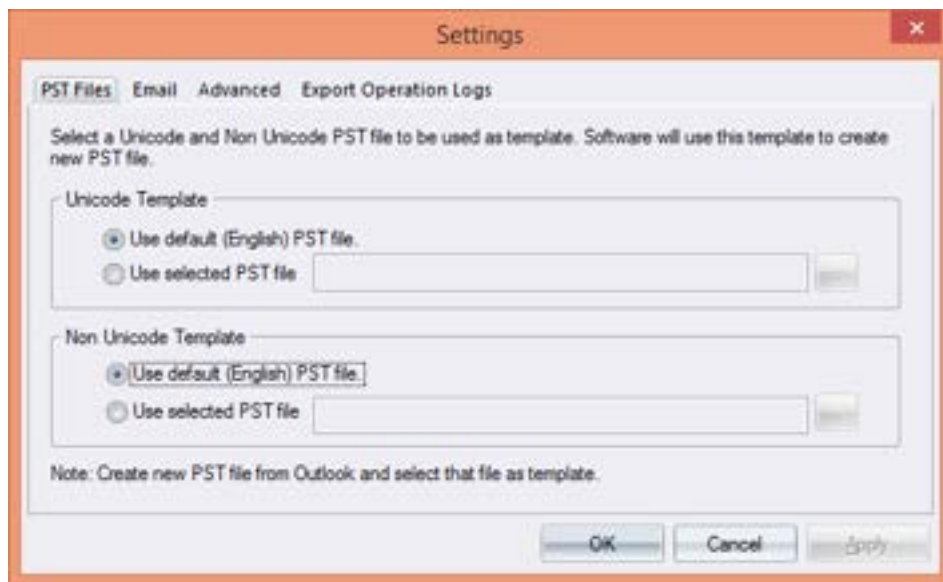 Settings
PST Files Email Advanced Export Operation Logs
Select a Unicode and Non Unicode PST file to be used as template. Software will use this template to create
new PST file.
Unicode Template
Use default (English) PST file.
Use selected PST file
Non Unicode Template
Use default (English) PST file.
Use selected PST file
Note: Create new PST file from Outlook and select that file as template.
OK Cancel Apply